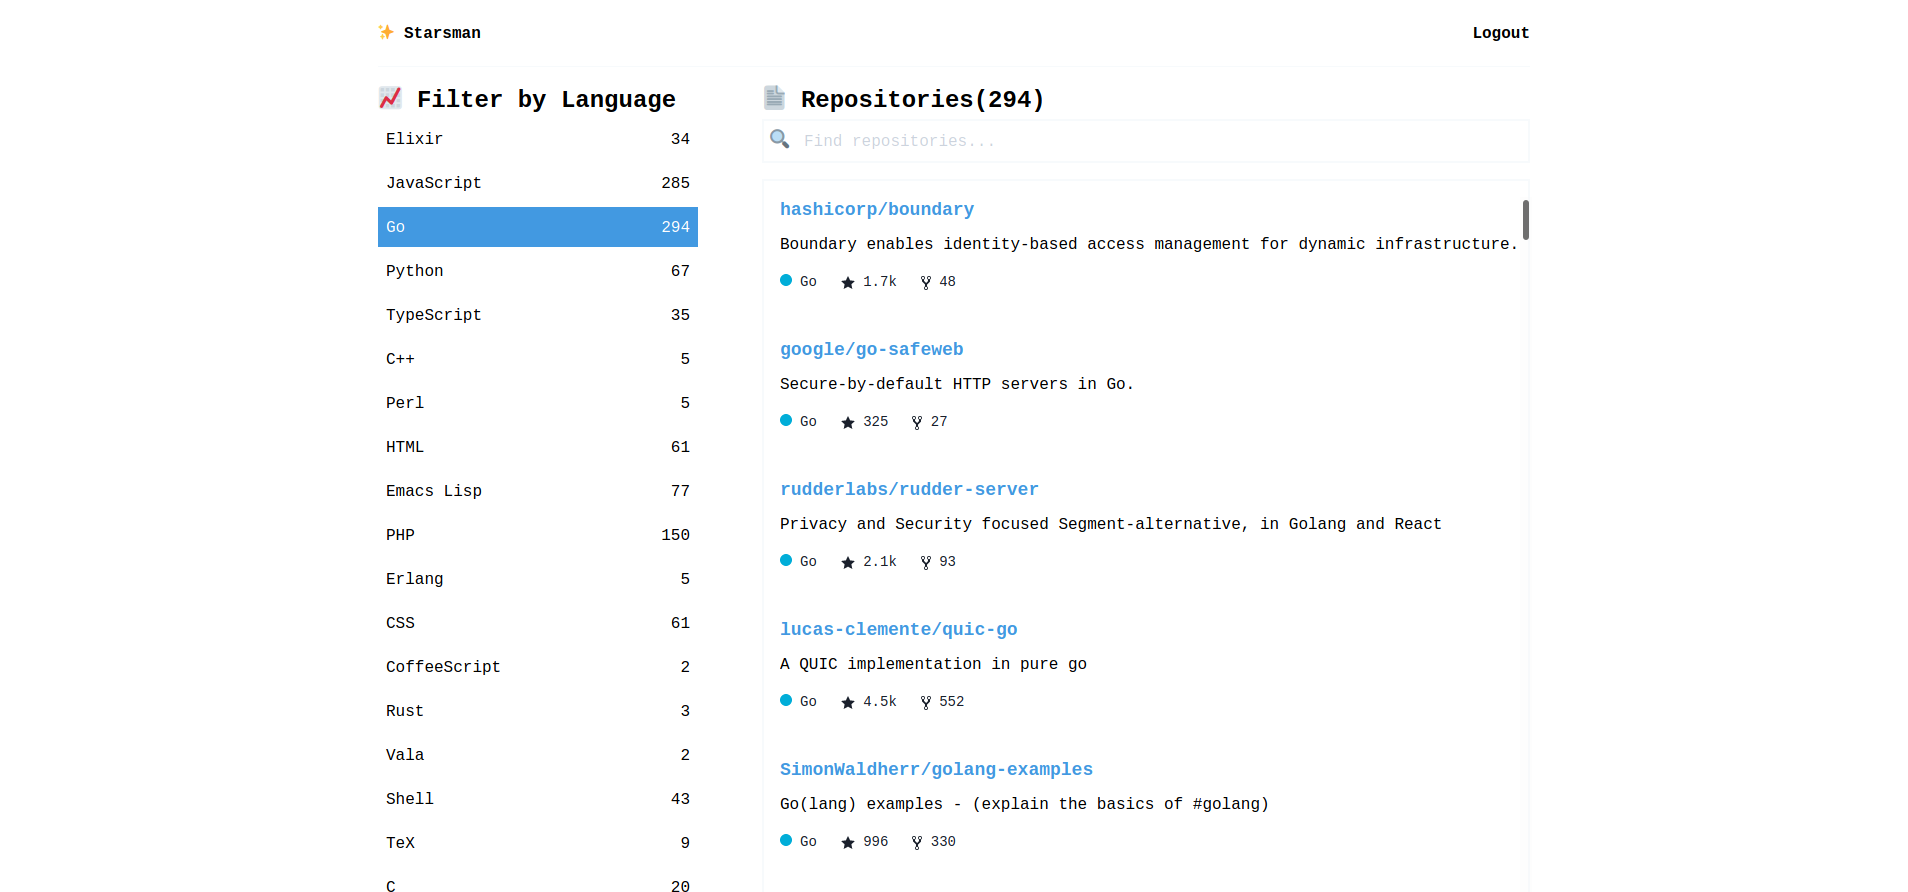 ✨ Starsman
Logout
Filter by Language
Elixir 34
JavaScript 285
Go 294
Python 67
TypeScript 35
C++ 5
Perl 5
HTML 61
Emacs Lisp 77
PHP 150
Erlang 5
CSS 61
CoffeeScript 2
Rust 3
Vala 2
Shell 43
TeX 9
C 20
Repositories(294)
Find repositories...
hashicorp/boundary
Boundary enables identity-based access management for dynamic infrastructure.
Go 1.7k 48
google/go-safeweb
Secure-by-default HTTP servers in Go.
Go 325 27
rudderlabs/rudder-server
Privacy and Security focused Segment-alternative, in Golang and React
Go 2.1k 93
lucas-clemente/quic-go
A QUIC implementation in pure go
Go 4.5k 552
SimonWaldherr/golang-examples
Go(lang) examples - (explain the basics of #golang)
Go 996 330